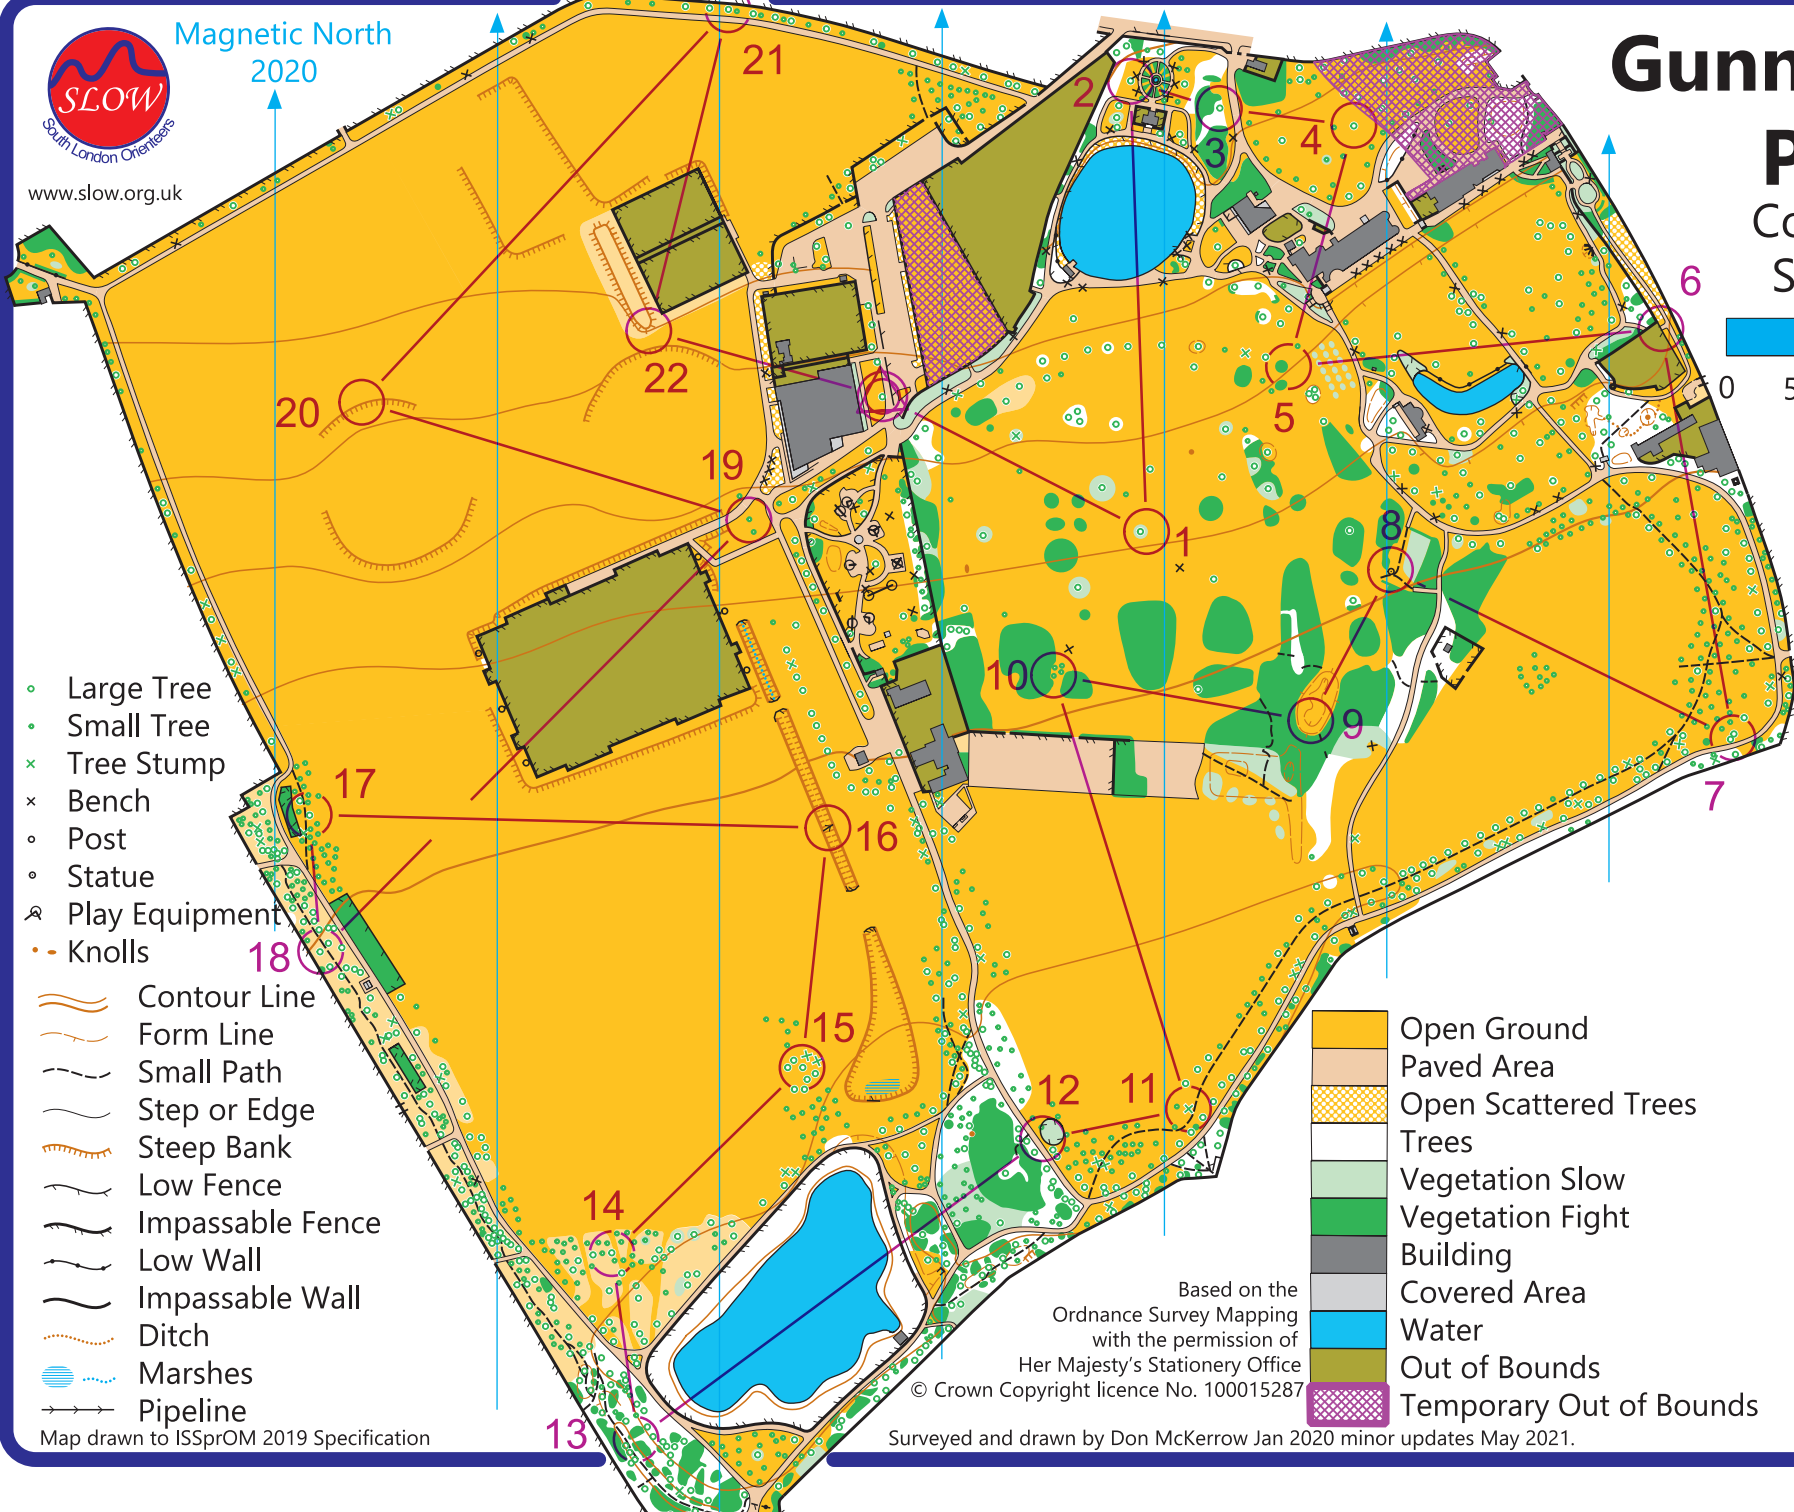 Magnetic North
2020
SLOW
South London Orienteers
www.slow.org.uk
Gunn
P
Co
S
0 5
21
2
3
4
6
5
22
20
19
1
8
10
9
7
17
16
18
15
12
11
14
13
Large Tree
Small Tree
Tree Stump
Bench
Post
Statue
Play Equipment
Knolls
Contour Line
Form Line
Small Path
Step or Edge
Steep Bank
Low Fence
Impassable Fence
Low Wall
Impassable Wall
Ditch
Marshes
Pipeline
Map drawn to ISSprOM 2019 Specification
Open Ground
Paved Area
Open Scattered Trees
Trees
Vegetation Slow
Vegetation Fight
Building
Covered Area
Water
Out of Bounds
Temporary Out of Bounds
Based on the
Ordnance Survey Mapping
with the permission of
Her Majesty's Stationery Office
© Crown Copyright licence No. 100015287
Surveyed and drawn by Don McKerrow Jan 2020 minor updates May 2021.